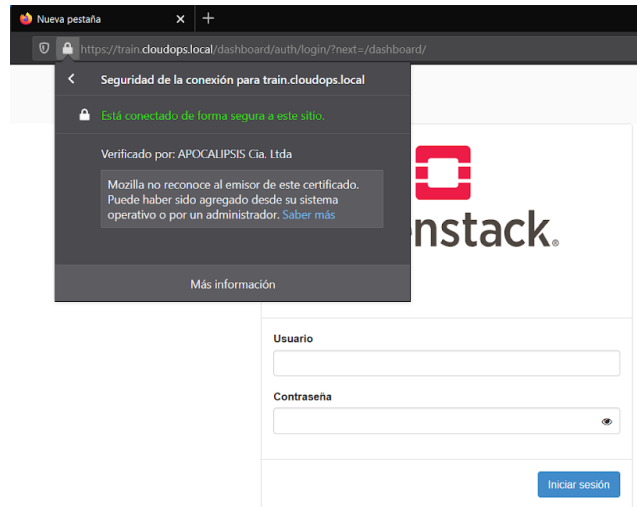 Nueva pestaña
https://train.cloudops.local/dashboard/auth/login/?next=/dashboard/
Seguridad de la conexión para train.cloudops.local
Está conectado de forma segura a este sitio.
Verificado por: APOCALIPSIS Cia. Ltda
Mozilla no reconoce al emisor de este certificado.
Puede haber sido agregado desde su sistema
operativo o por un administrador. Saber más
Más información
nstack.
Usuario
Contraseña
Iniciar sesión